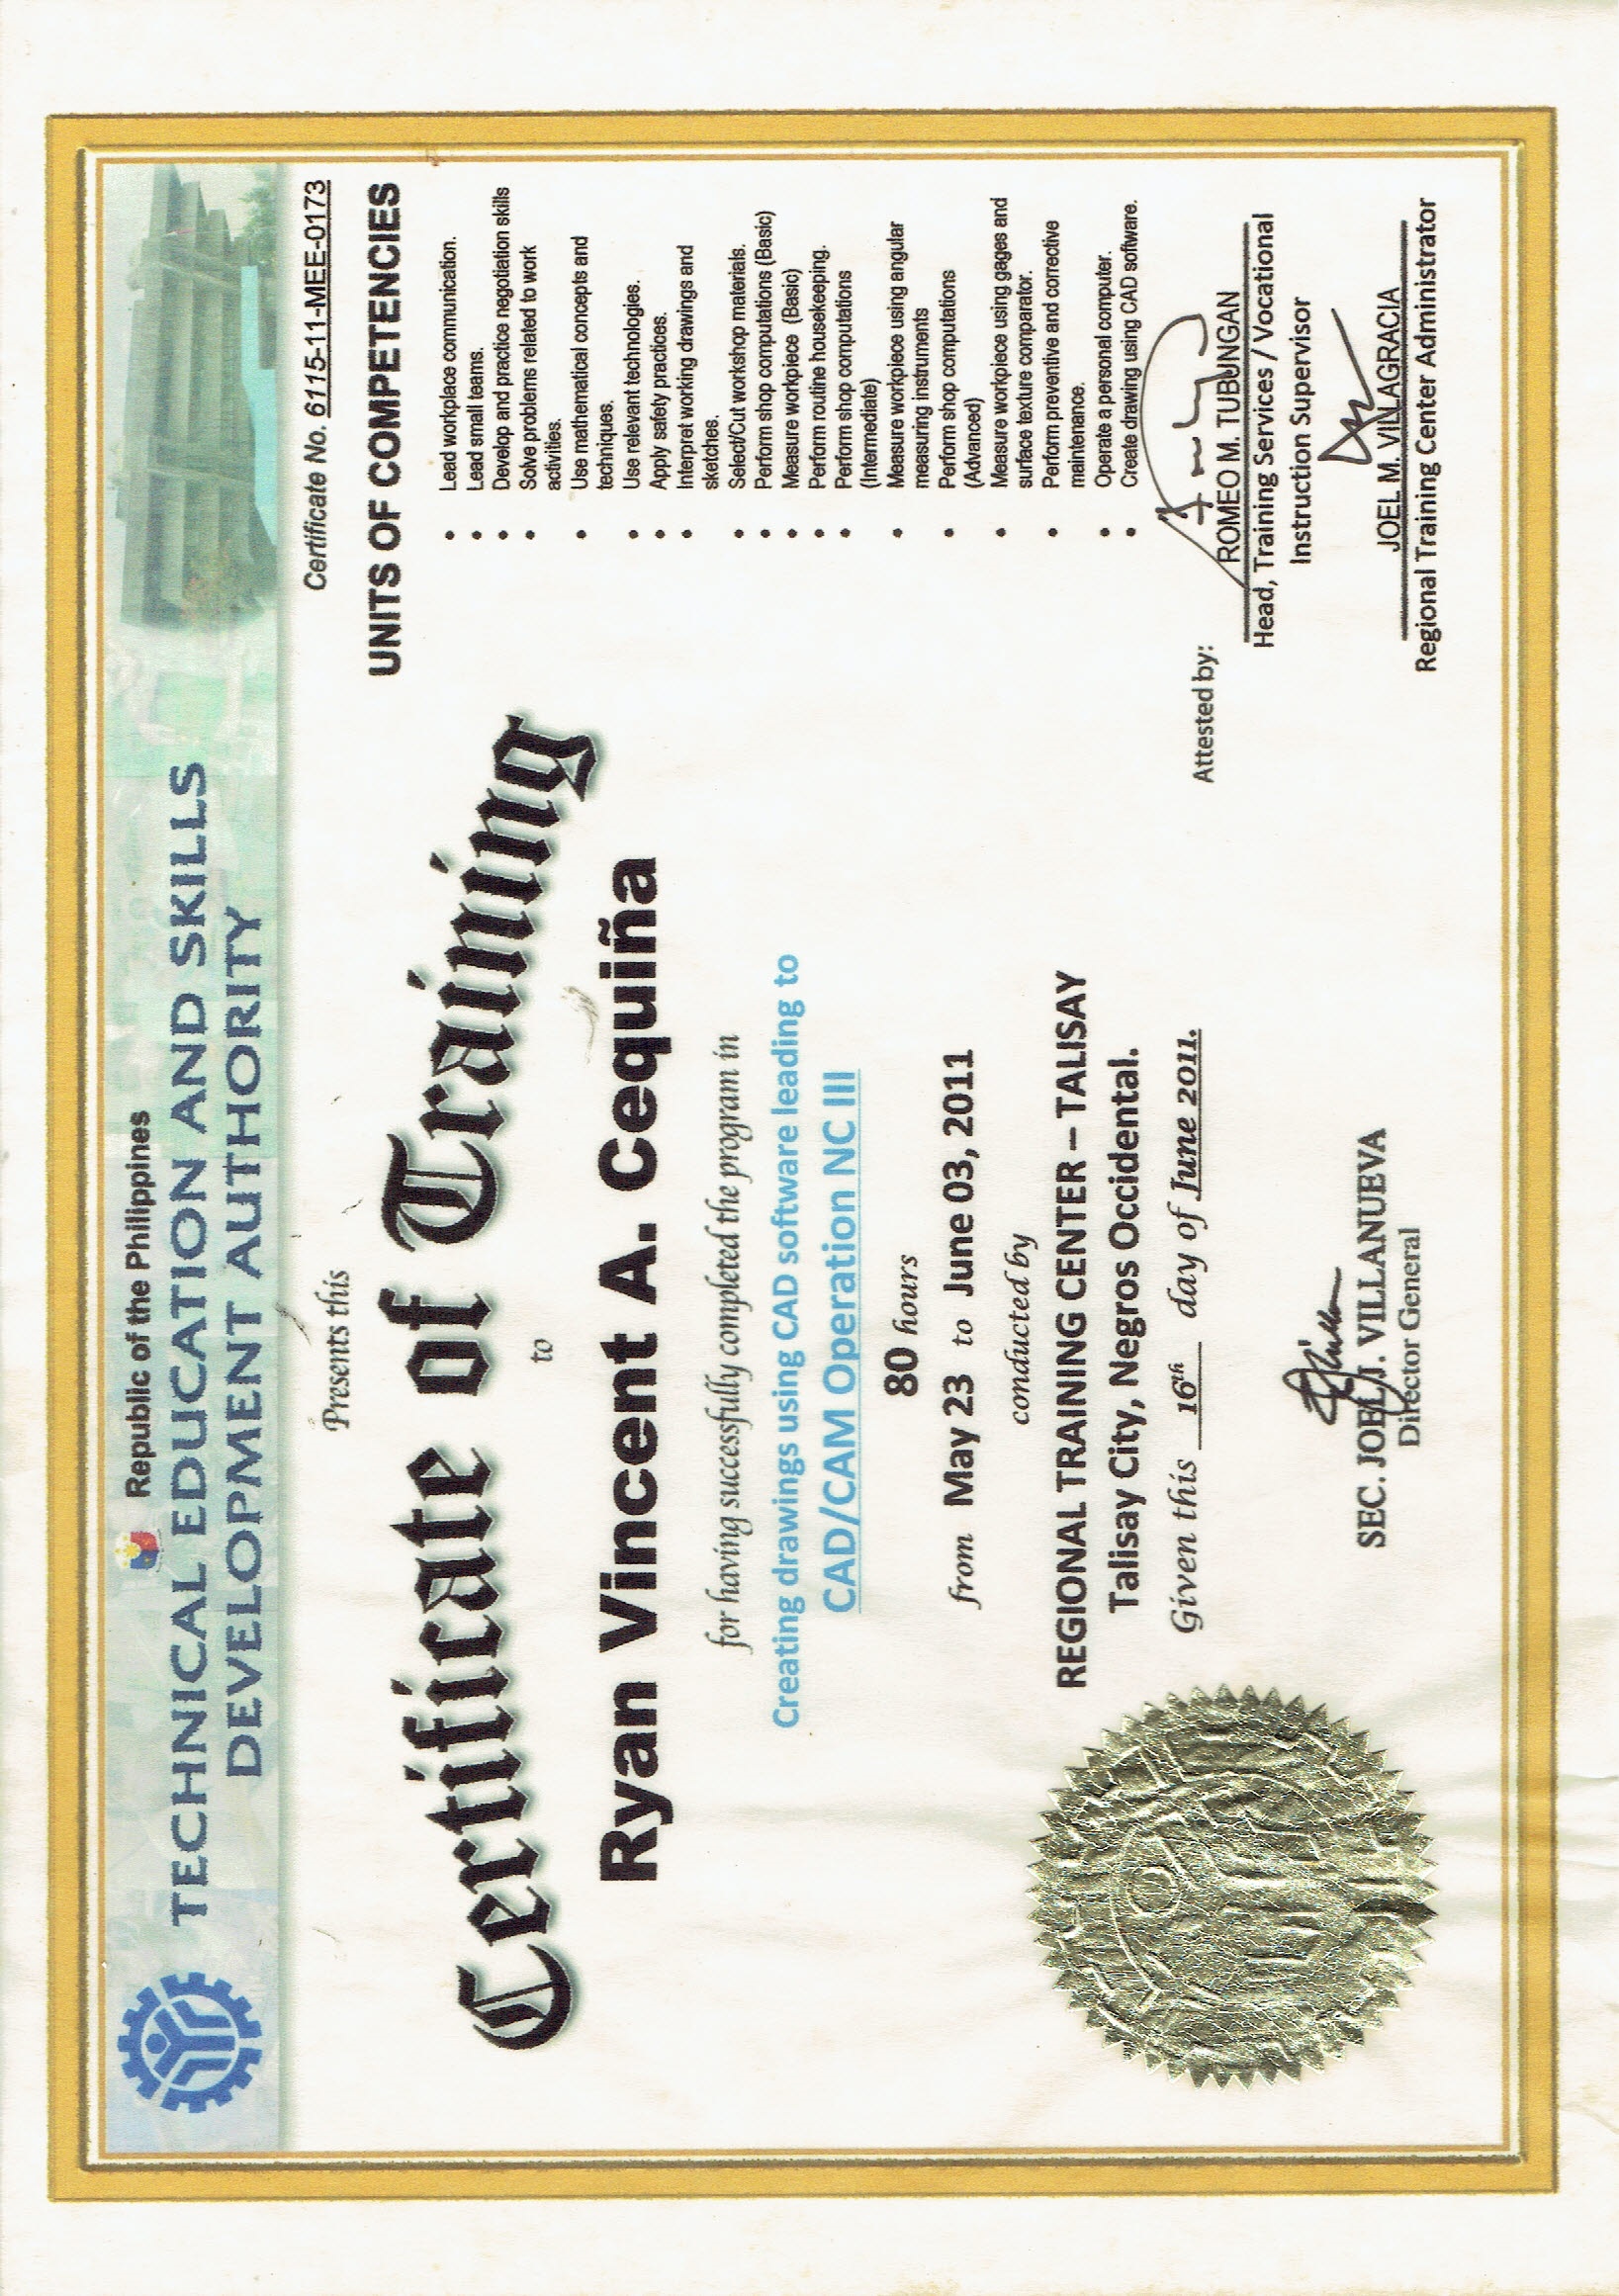 Republic of the Philippines
TECHNICAL EDUCATION AND SKILLS
DEVELOPMENT AUTHORITY
Presents this
Certificate of Training
to
Ryan Vincent A. Cequiña
for having successfully completed the program in
Creating drawings using CAD software leading to
CAD/CAM Operation NC III
80 hours
from May 23 to June 03, 2011
conducted by
REGIONAL TRAINING CENTER – TALISAY
Talisay City, Negros Occidental.
Given this 16th day of June 2011.
SEC. JOEL J. VILLANUEVA
Director General
Certificate No. 6115-11-MEE-0173
UNITS OF COMPETENCIES
• Lead workplace communication.
• Lead small teams.
• Develop and practice negotiation skills
• Solve problems related to work
activities.
• Use mathematical concepts and
techniques.
• Use relevant technologies.
• Apply safety practices.
• Interpret working drawings and
sketches.
• Select/Cut workshop materials.
• Perform shop computations (Basic)
• Measure workpiece (Basic)
• Perform routine housekeeping.
• Perform shop computations
(Intermediate)
• Measure workpiece using angular
measuring instruments
• Perform shop computations
(Advanced)
• Measure workpiece using gages and
surface texture comparator.
• Perform preventive and corrective
maintenance.
• Operate a personal computer.
• Create drawing using CAD software.
Attested by:
ROMEO M. TUBUNGAN
Head, Training Services / Vocational
Instruction Supervisor
JOEL M. VILLAGRACIA
Regional Training Center Administrator